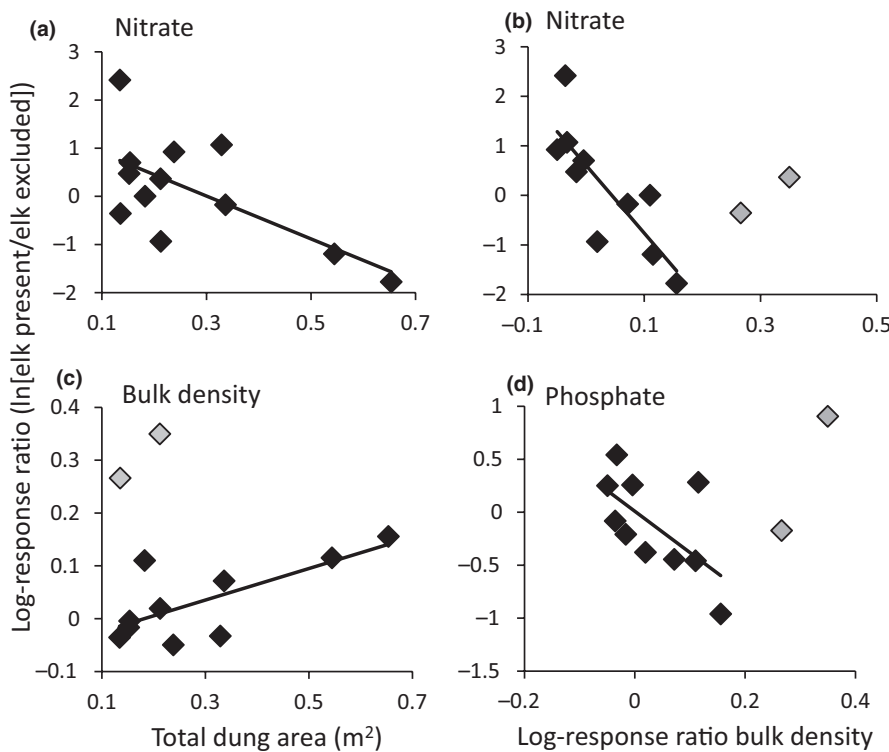 (a) Nitrate
3
2
1
0
–1
–2
0.1 0.3 0.5 0.7
(b) Nitrate
3
2
1
0
–1
–2
–0.1 0.1 0.3 0.5
(c) Bulk density
0.4
0.3
0.2
0.1
0
–0.1
0.1 0.3 0.5 0.7
(d) Phosphate
1
0.5
0
–0.5
–1
–1.5
–0.2 0 0.2 0.4
Log-response ratio (ln[elk present/elk excluded])
Total dung area (m²)
Log-response ratio bulk density